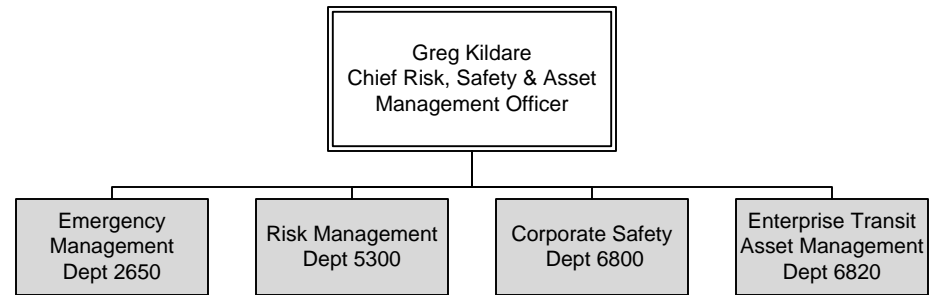 Greg Kildare
Chief Risk, Safety & Asset
Management Officer
Emergency
Management
Dept 2650
Risk Management
Dept 5300
Corporate Safety
Dept 6800
Enterprise Transit
Asset Management
Dept 6820